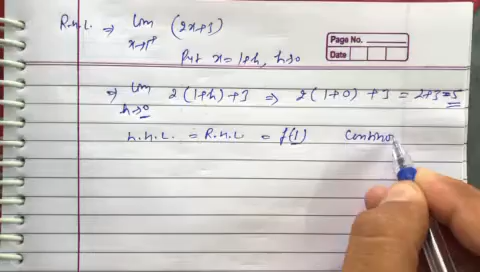 R.H.L. ⇒ lim (2x+3)
x→1⁺
Put x = 1+h, h→0
Page No.
Date
⇒ lim 2(1+h)+3 ⇒ 2(1+0)+3 = 2+3=5
h→0
L.H.L. = R.H.L = f(1) Continuo